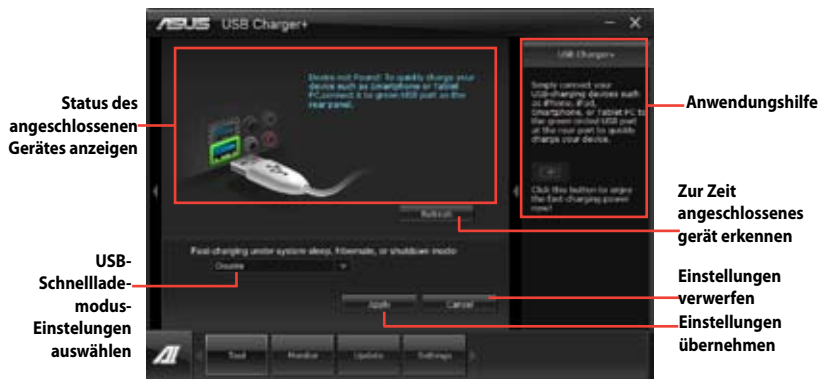 ASUS USB Charger+
Status des
angeschlossenen
Gerätes anzeigen
Device not Found! To quickly charge your
device such as Smartphone or Tablet
PC,connect it to green USB port on the
rear panel.
Refresh
USB Charger+
Simply connect your
USB-charging devices such
as iPhone, iPad,
Smartphone, or Tablet PC to
the green circled USB port
at the rear port to quickly
charge your device.
Click this button to enjoy
the fast-charging power
now!
Anwendungshilfe
Zur Zeit
angeschlossenes
gerät erkennen
USB-
Schnelllade-
modus-
Einstelungen
auswählen
Fast-charging under system sleep, hibernate, or shutdown mode
Disable
Apply
Cancel
Einstellungen
verwerfen
Einstellungen
übernehmen
AI
Tool
Monitor
Update
Settings